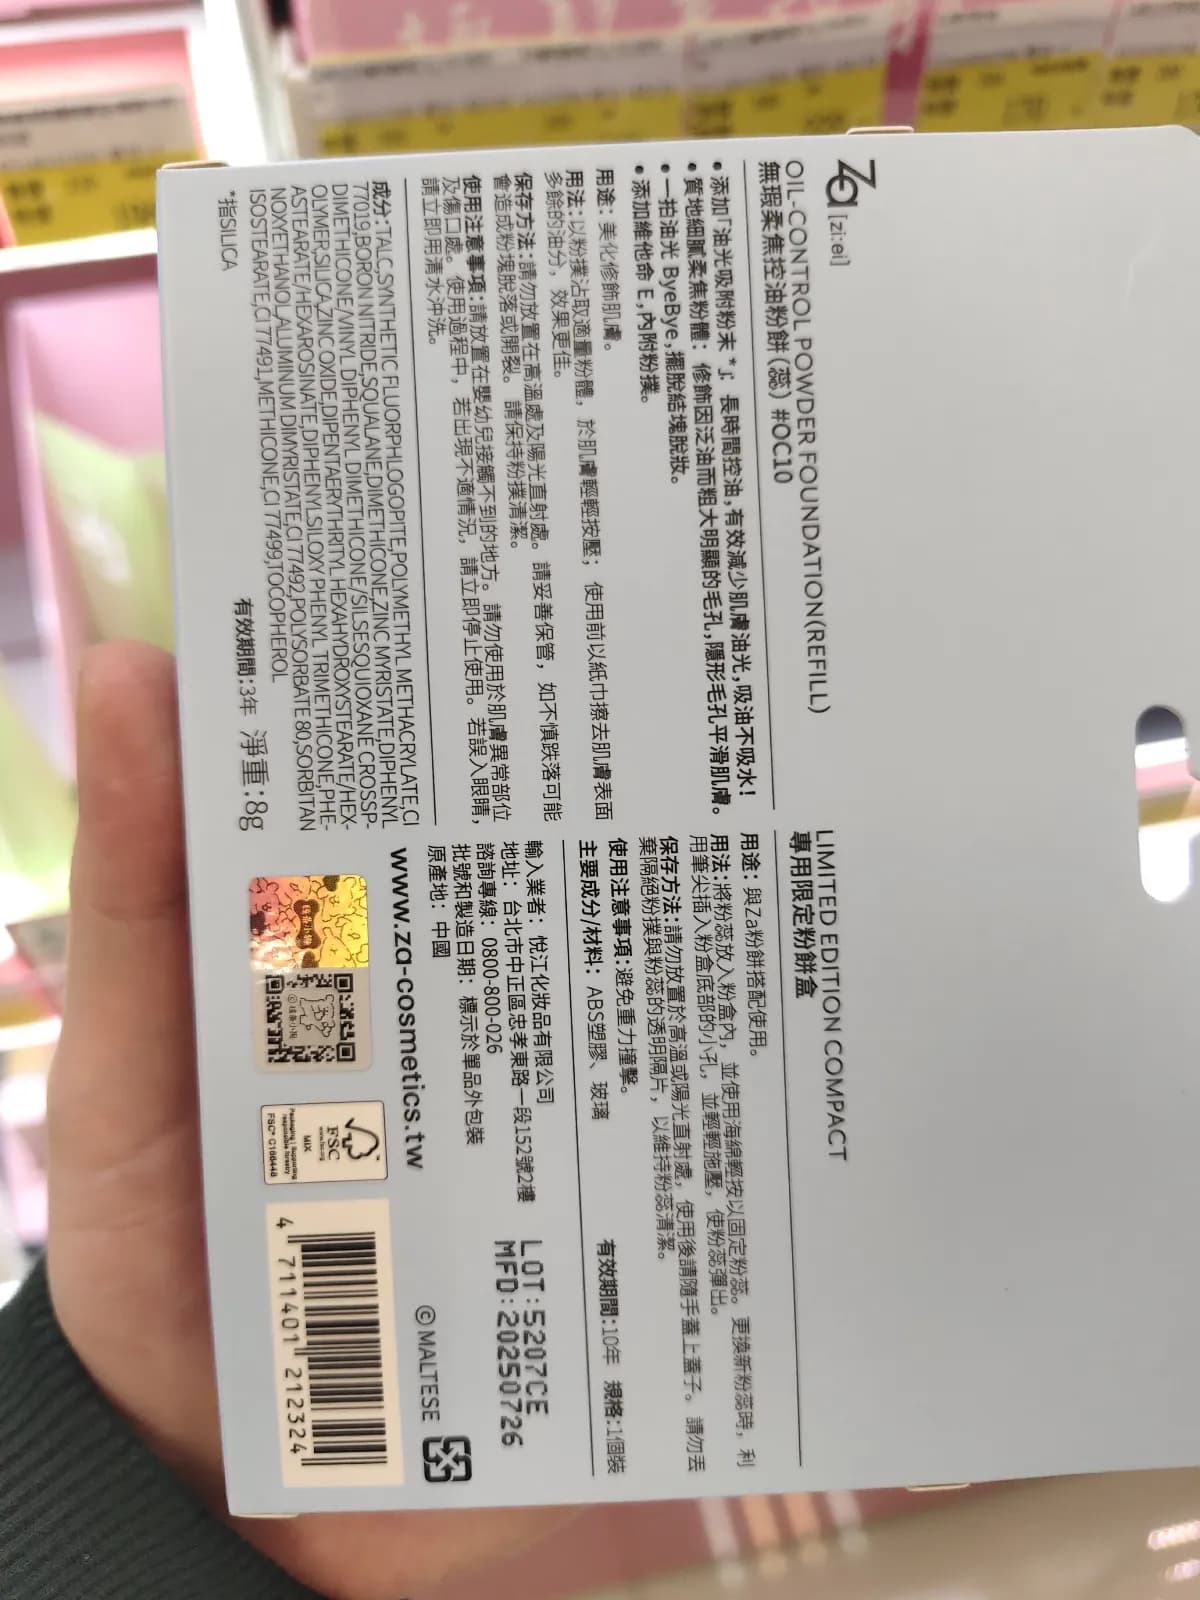 Za [zi:ei]
OIL-CONTROL POWDER FOUNDATION(REFILL)
無瑕柔焦控油粉餅(蕊) #OC10
•添加「油光吸附粉末*」: 長時間控油,有效減少肌膚油光,吸油不吸水!
•質地細膩柔焦粉體: 修飾因泛油而粗大明顯的毛孔,隱形毛孔平滑肌膚。
•一拍油光 ByeBye,擺脫結塊脫妝。
•添加維他命 E,內附粉撲。
用途: 美化修飾肌膚。
用法: 以粉撲沾取適量粉體, 於肌膚輕輕按壓; 使用前以紙巾擦去肌膚表面
多餘的油分, 效果更佳。
保存方法:請勿放置在高溫處及陽光直射處。 請妥善保管, 如不慎跌落可能
會造成粉塊脫落或開裂。 請保持粉撲清潔。
使用注意事項:請放置在嬰幼兒接觸不到的地方。請勿使用於肌膚異常部位
及傷口處。 使用過程中, 若出現不適情況, 請立即停止使用。若誤入眼睛,
請立即用清水沖洗。
成分:TALC,SYNTHETIC FLUORPHLOGOPITE,POLYMETHYL METHACRYLATE,CI
77019,BORON NITRIDE,SQUALANE,DIMETHICONE,ZINC MYRISTATE,DIPHENYL
DIMETHICONE/VINYL DIPHENYL DIMETHICONE/SILSESQUIOXANE CROSSP-
OLYMER,SILICA,ZINC OXIDE,DIPENTAERYTHRITYL HEXAHYDROXYSTEARATE/HEX-
ASTEARATE/HEXAROSINATE,DIPHENYLSILOXY PHENYL TRIMETHICONE,PHE-
NOXYETHANOL,ALUMINUM DIMYRISTATE,CI 77492,POLYSORBATE 80,SORBITAN
ISOSTEARATE,CI 77491,METHICONE,CI 77499,TOCOPHEROL
*指SILICA
有效期間:3年 淨重:8g
LIMITED EDITION COMPACT
專用限定粉餅盒
用途: 與Za粉餅搭配使用。
用法:將粉蕊放入粉盒內, 並使用海綿輕按以固定粉蕊。 更換新粉蕊時, 利
用筆尖插入粉盒底部的小孔, 並輕輕施壓, 使粉蕊彈出。
保存方法:請勿放置於高溫或陽光直射處, 使用後請隨手蓋上蓋子。 請勿丟
棄隔絕粉撲與粉蕊的透明隔片, 以維持粉蕊清潔。
使用注意事項:避免重力撞擊。
主要成分/材料: ABS塑膠、玻璃
有效期間:10年 規格:1個裝
輸入業者: 悅江化妝品有限公司
地址: 台北市中正區忠孝東路一段152號2樓
諮詢專線: 0800-800-026
批號和製造日期: 標示於單品外包裝
原產地: 中國
LOT:5207CE
MFD:20250726
www.za-cosmetics.tw
© MALTESE
线条小狗
©线条小狗
FSC
www.fsc.org
MIX
Packaging | Supporting
responsible forestry
FSC® C166448
4 711401 212324